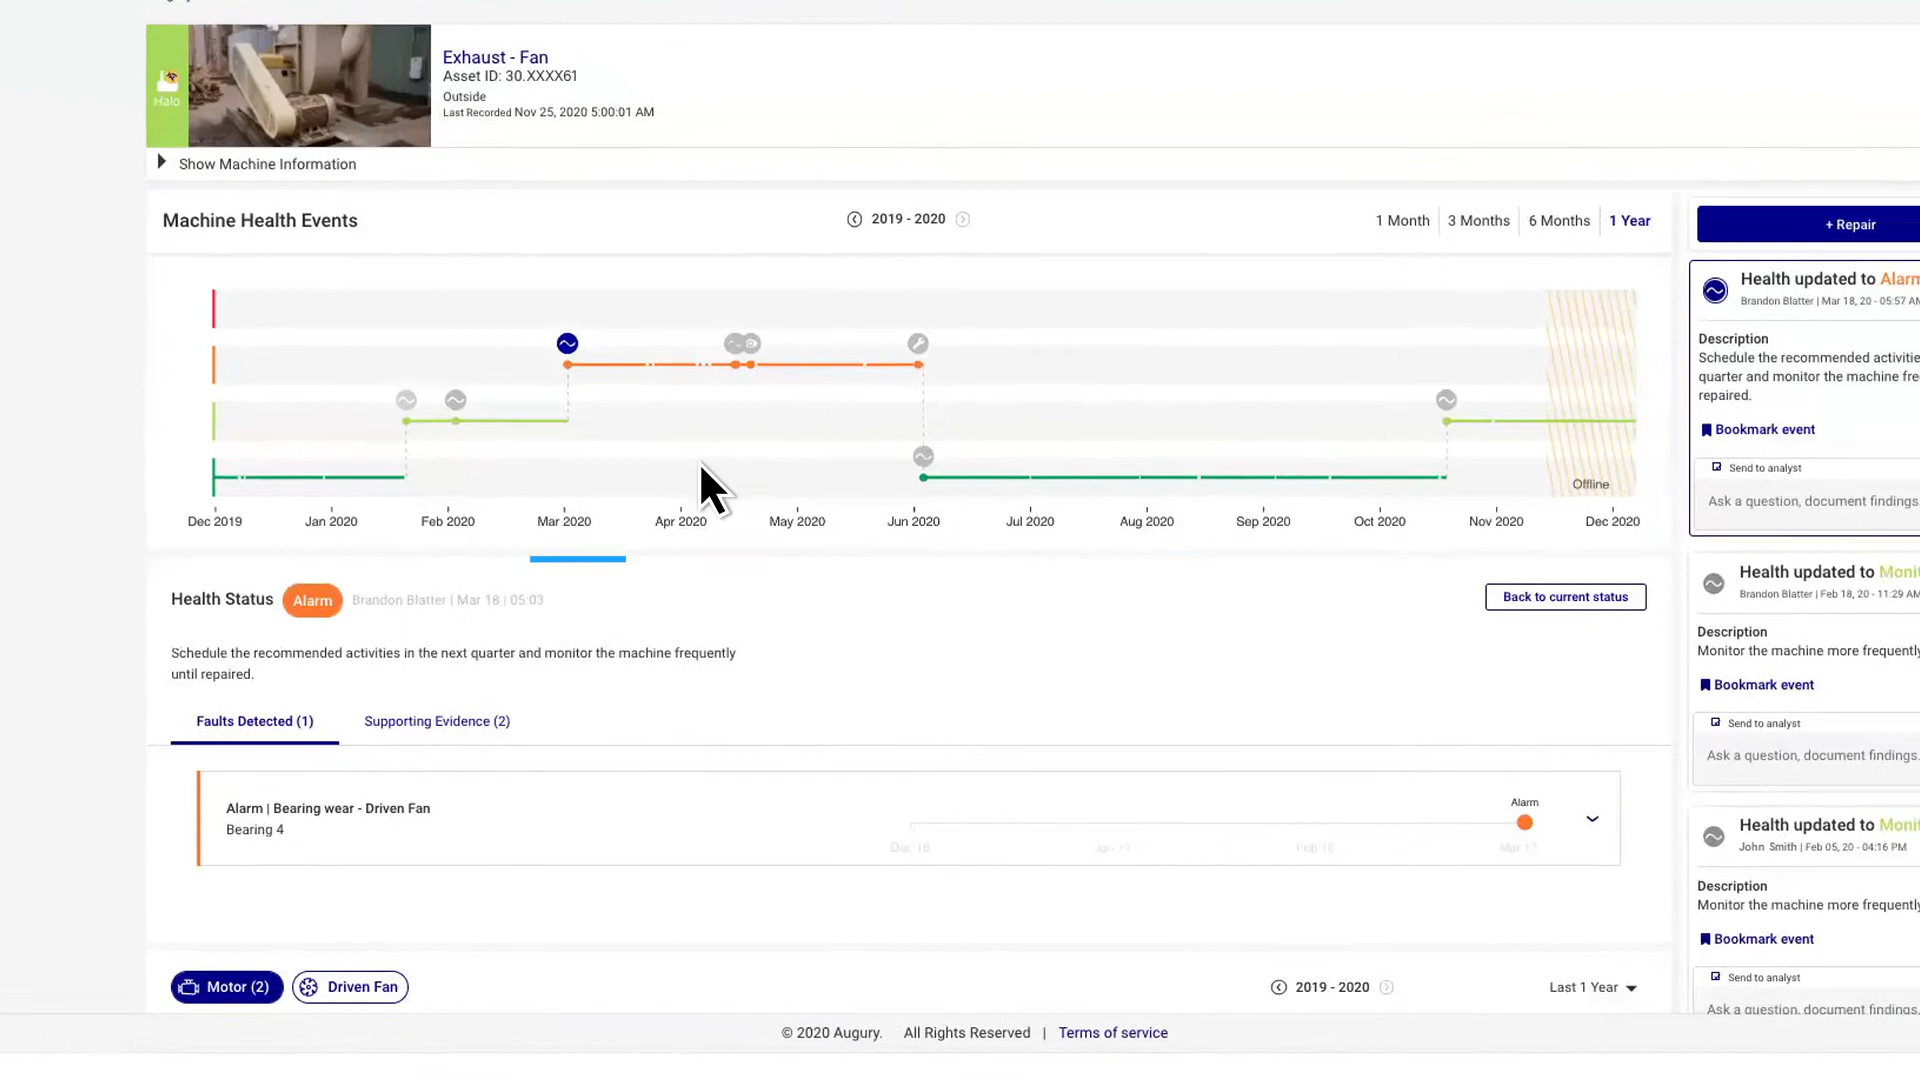 Halo
Exhaust - Fan
Asset ID: 30.XXXX61
Outside
Last Recorded Nov 25, 2020 5:00:01 AM
Show Machine Information
Machine Health Events
2019 - 2020
1 Month
3 Months
6 Months
1 Year
Offline
Dec 2019
Jan 2020
Feb 2020
Mar 2020
Apr 2020
May 2020
Jun 2020
Jul 2020
Aug 2020
Sep 2020
Oct 2020
Nov 2020
Dec 2020
Health Status
Alarm
Brandon Blatter | Mar 18 | 05:03
Back to current status
Schedule the recommended activities in the next quarter and monitor the machine frequently
until repaired.
Faults Detected (1)
Supporting Evidence (2)
Alarm | Bearing wear - Driven Fan
Bearing 4
Alarm
Motor (2)
Driven Fan
2019 - 2020
Last 1 Year
+ Repair
Health updated to Alarm
Brandon Blatter | Mar 18, 20 - 05:57 AM
Description
Schedule the recommended activitie
quarter and monitor the machine fre
repaired.
Bookmark event
Send to analyst
Ask a question, document findings.
Health updated to Moni
Brandon Blatter | Feb 18, 20 - 11:29 AM
Description
Monitor the machine more frequently
Bookmark event
Send to analyst
Ask a question, document findings.
Health updated to Moni
John Smith | Feb 05, 20 - 04:16 PM
Description
Monitor the machine more frequently
Bookmark event
Send to analyst
Ask a question, document findings.
© 2020 Augury. All Rights Reserved | Terms of service